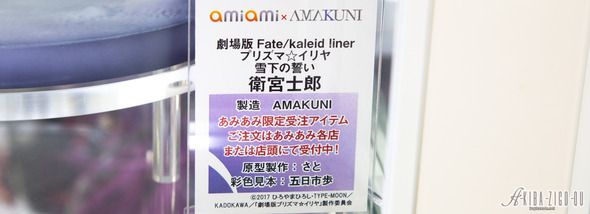 amiami×AMAKUNI
劇場版 Fate/kaleid liner
プリズマ☆イリヤ
雪下の誓い
衛宮士郎
製造 AMAKUNI
あみあみ限定受注アイテム
ご注文はあみあみ各店
または店頭にて受付中!
原型製作:さと
彩色見本:五日市歩
©2017 ひろやまひろし・TYPE-MOON/
KADOKAWA/「劇場版プリズマ☆イリヤ」製作委員会
AKIBA-ZIGO-OU